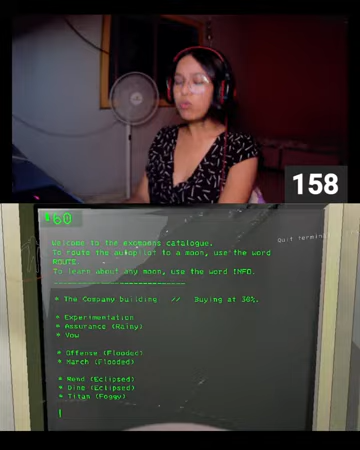 158
$60
Quit Terminal
Welcome to the exomoons catalogue.
To route the autopilot to a moon, use the word
ROUTE.
To learn about any moon, use the word INFO.
* The Company building // Buying at 30%.
* Experimentation
* Assurance (Rainy)
* Vow
* Offense (Flooded)
* March (Flooded)
* Rend (Eclipsed)
* Dine (Eclipsed)
* Titan (Foggy)